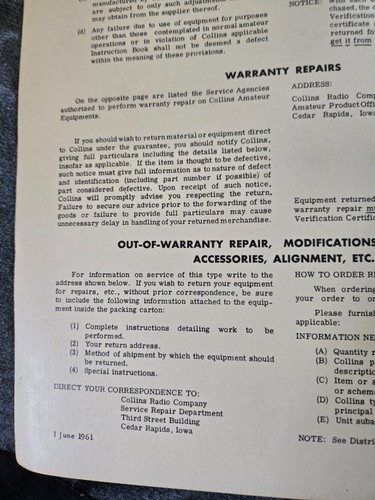 manufactured by
are subject to only such adjustm
may obtain from the supplier thereof.
(d) Any failure due to use of equipment for purposes
other than those contemplated in normal amateur
operations or in violation of Collins applicable
Instruction Book shall not be deemed a defect
within the meaning of these provisions.
NOTICE:
chased, the
Verification
certificate
returned fo
get it from
WARRANTY REPAIRS
On the opposite page are listed the Service Agencies
authorized to perform warranty repair on Collins Amateur
Equipments.
If you should wish to return material or equipment direct
to Collins under the guarantee, you should notify Collins,
giving full particulars including the details listed below,
insofar as applicable. If the item is thought to be defective,
such notice must give full information as to nature of defect
and identification (including part number if possible) of
part considered defective. Upon receipt of such notice,
Collins will promptly advise you respecting the return.
Failure to secure our advice prior to the forwarding of the
goods or failure to provide full particulars may cause
unnecessary delay in handling of your returned merchandise.
ADDRESS:
Collins Radio Comp
Amateur Product Offi
Cedar Rapids, Iow
Equipment returned
warranty repair mu
Verification Certific
OUT-OF-WARRANTY REPAIR, MODIFICATIONS
ACCESSORIES, ALIGNMENT, ETC.
For information on service of this type write to the
address shown below. If you wish to return your equipment
for repairs, etc., without prior correspondence, be sure
to include the following information attached to the equip-
ment inside the packing carton:
(1) Complete instructions detailing work to be
performed.
(2) Your return address.
(3) Method of shipment by which the equipment should
be returned.
(4) Special instructions.
DIRECT YOUR CORRESPONDENCE TO:
Collins Radio Company
Service Repair Department
Third Street Building
Cedar Rapids, Iowa
1 June 1961
HOW TO ORDER R
When ordering
your order to
Please furnis
applicable:
INFORMATION NE
(A) Quantity
(B) Collins p
descriptio
(C) Item or s
or schem
(D) Collins ty
principal
(E) Unit suba
NOTE: See Distri